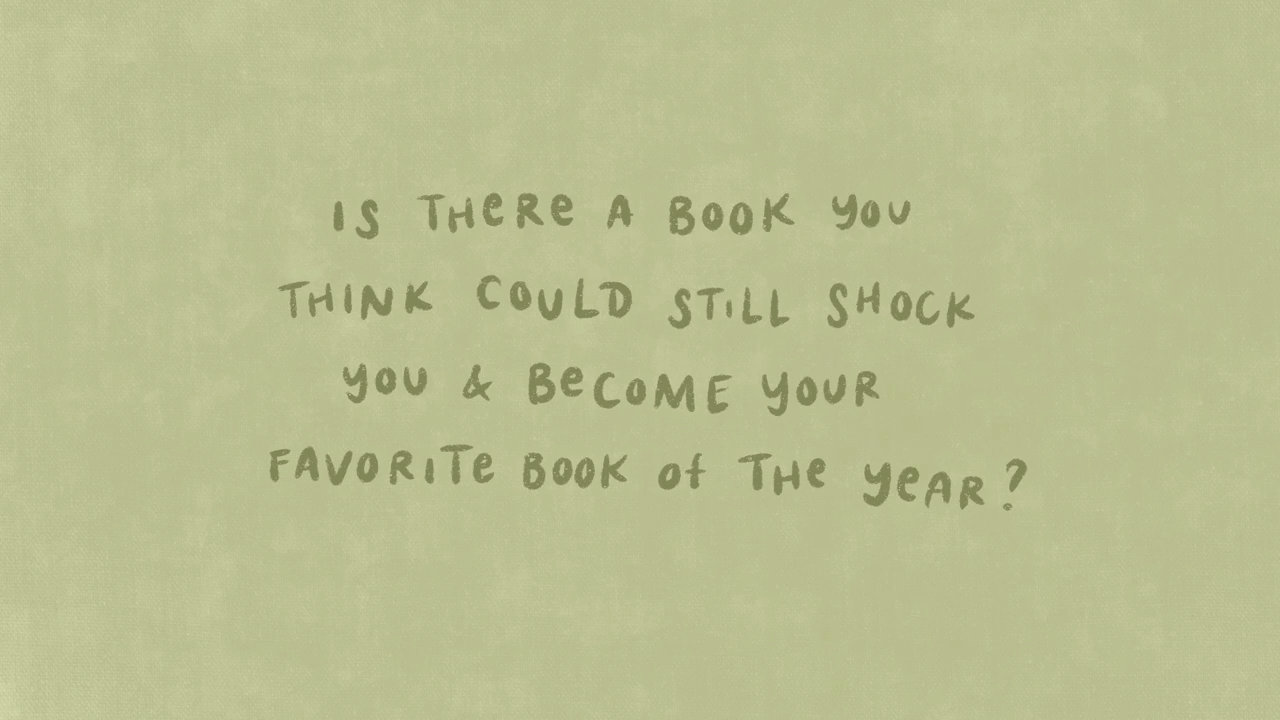 IS THERE A BOOK YOU
THINK COULD STILL SHOCK
YOU & BECOME YOUR
FAVORITE BOOK OF THE YEAR?